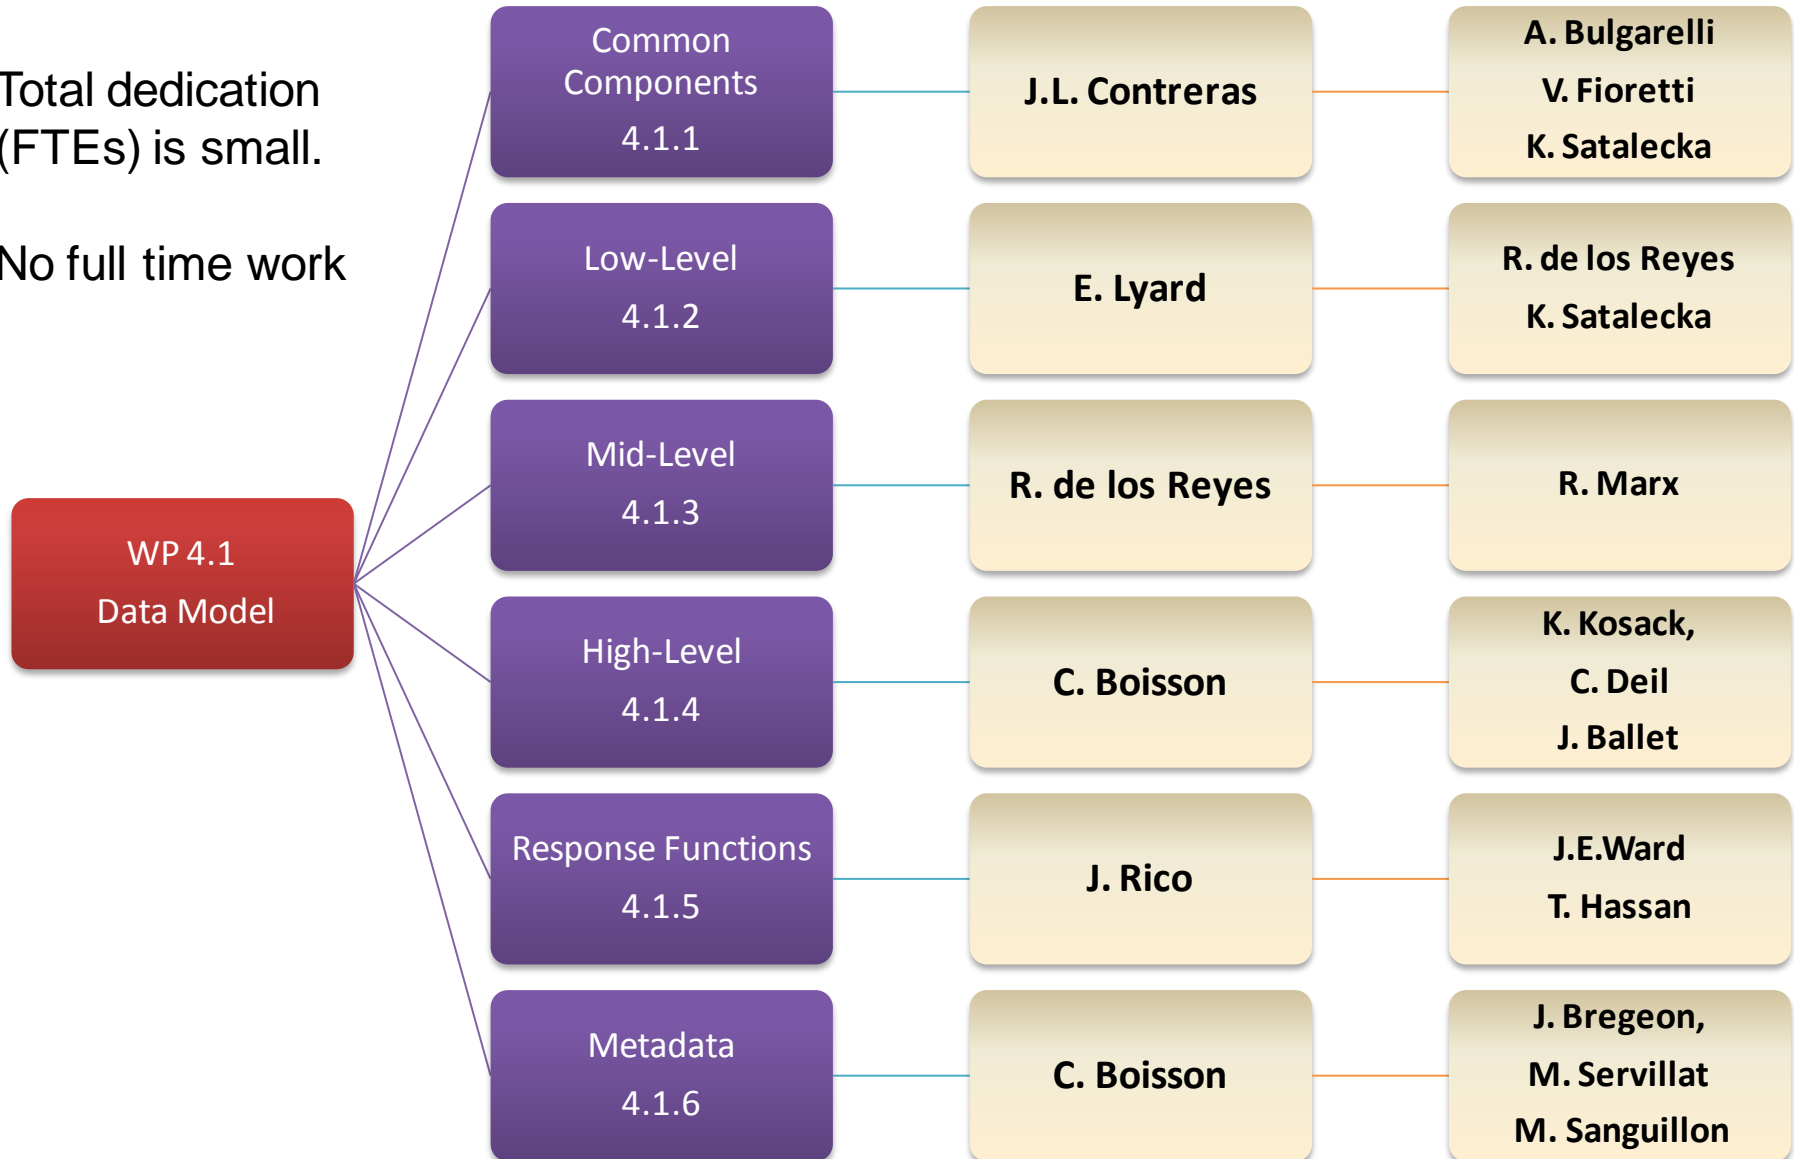 Total dedication
(FTEs) is small.
No full time work
WP 4.1
Data Model
Common
Components
4.1.1
J.L. Contreras
A. Bulgarelli
V. Fioretti
K. Satalecka
Low-Level
4.1.2
E. Lyard
R. de los Reyes
K. Satalecka
Mid-Level
4.1.3
R. de los Reyes
R. Marx
High-Level
4.1.4
C. Boisson
K. Kosack,
C. Deil
J. Ballet
Response Functions
4.1.5
J. Rico
J.E.Ward
T. Hassan
Metadata
4.1.6
C. Boisson
J. Bregeon,
M. Servillat
M. Sanguillon